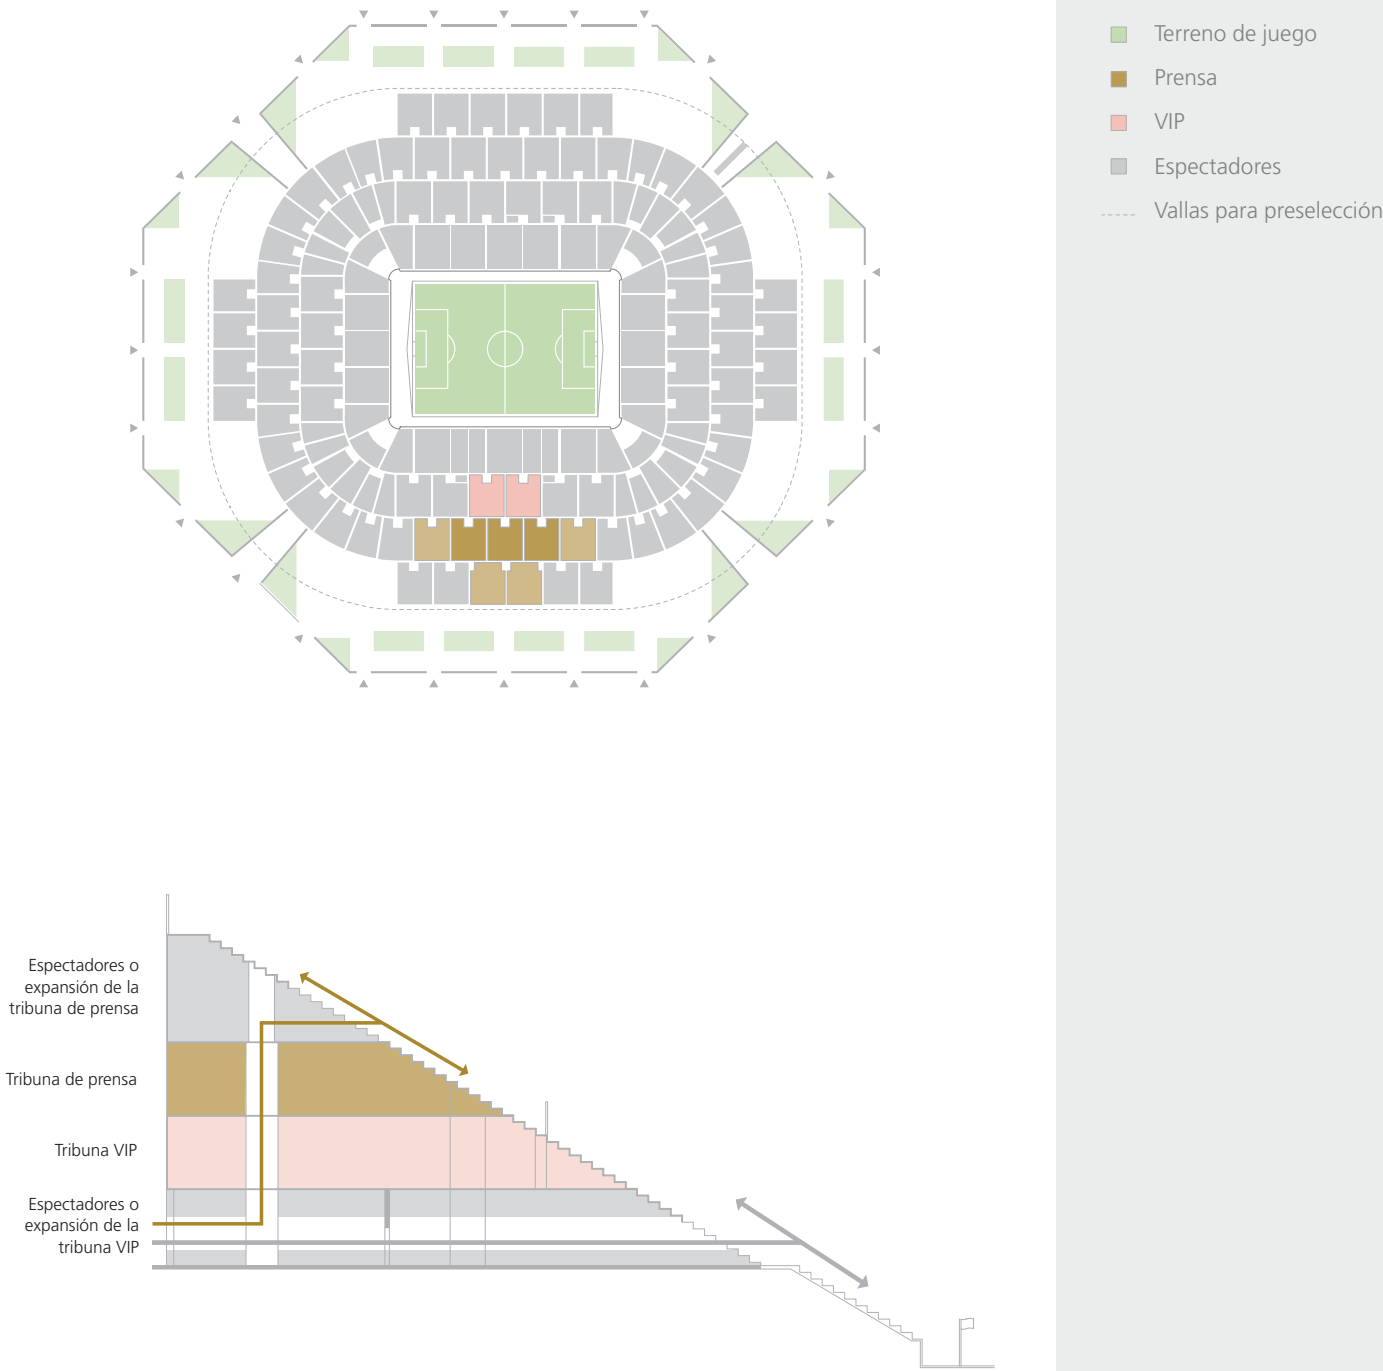 Terreno de juego
Prensa
VIP
Espectadores
Vallas para preselección
Espectadores o
expansión de la
tribuna de prensa
Tribuna de prensa
Tribuna VIP
Espectadores o
expansión de la
tribuna VIP